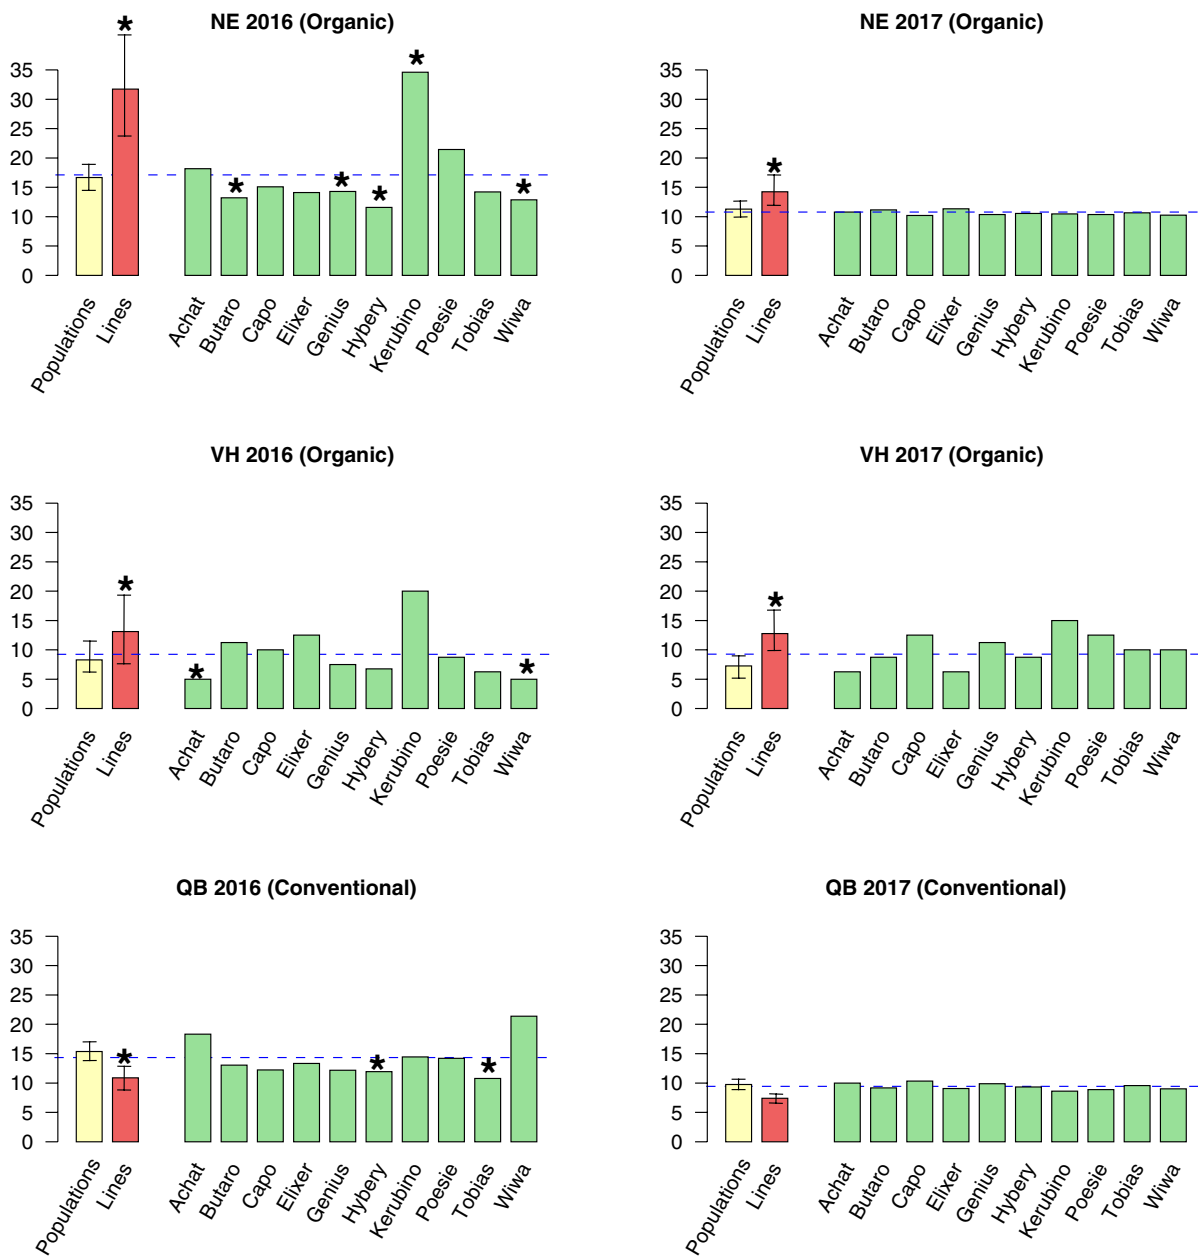 NE 2016 (Organic)
35
30
25
20
15
10
5
0
*
*
*
*
*
*
Populations
Lines
Achat
Butaro
Capo
Elixer
Genius
Hybery
Kerubino
Poesie
Tobias
Wiwa
NE 2017 (Organic)
35
30
25
20
15
10
5
0
*
Populations
Lines
Achat
Butaro
Capo
Elixer
Genius
Hybery
Kerubino
Poesie
Tobias
Wiwa
VH 2016 (Organic)
35
30
25
20
15
10
5
0
*
*
*
Populations
Lines
Achat
Butaro
Capo
Elixer
Genius
Hybery
Kerubino
Poesie
Tobias
Wiwa
VH 2017 (Organic)
35
30
25
20
15
10
5
0
*
Populations
Lines
Achat
Butaro
Capo
Elixer
Genius
Hybery
Kerubino
Poesie
Tobias
Wiwa
QB 2016 (Conventional)
35
30
25
20
15
10
5
0
*
*
*
Populations
Lines
Achat
Butaro
Capo
Elixer
Genius
Hybery
Kerubino
Poesie
Tobias
Wiwa
QB 2017 (Conventional)
35
30
25
20
15
10
5
0
Populations
Lines
Achat
Butaro
Capo
Elixer
Genius
Hybery
Kerubino
Poesie
Tobias
Wiwa